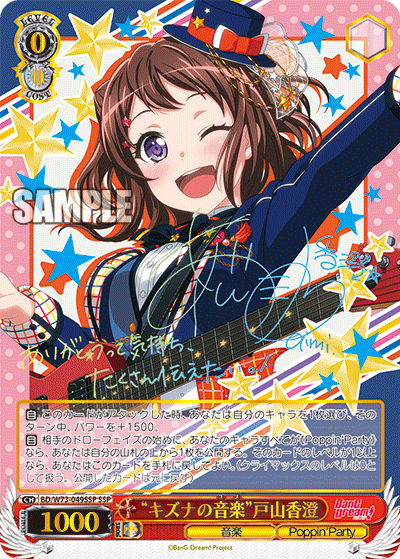 LEVEL
0
0
COST
SAMPLE
Aimi.
ありがとうって気持ち、
たくさん伝えたい!!
自 このカードがアタックした時、あなたは自分のキャラを1枚選び、その
ターン中、パワーを+1500。
自 相手のドローフェイズの始めに、あなたのキャラすべてが《Poppin'Party》
なら、あなたは自分の山札の上から1枚を公開する。そのカードのレベルが1以上
なら、あなたはこのカードを手札に戻してよい。(クライマックスのレベルは0とし
て扱う。公開したカードは元に戻す)
CH BD/W73-049SSP SSP
1000
SOUL
“キズナの音楽”戸山香澄
BanG Dream!
音楽
Poppin'Party
©BanG Dream! Project